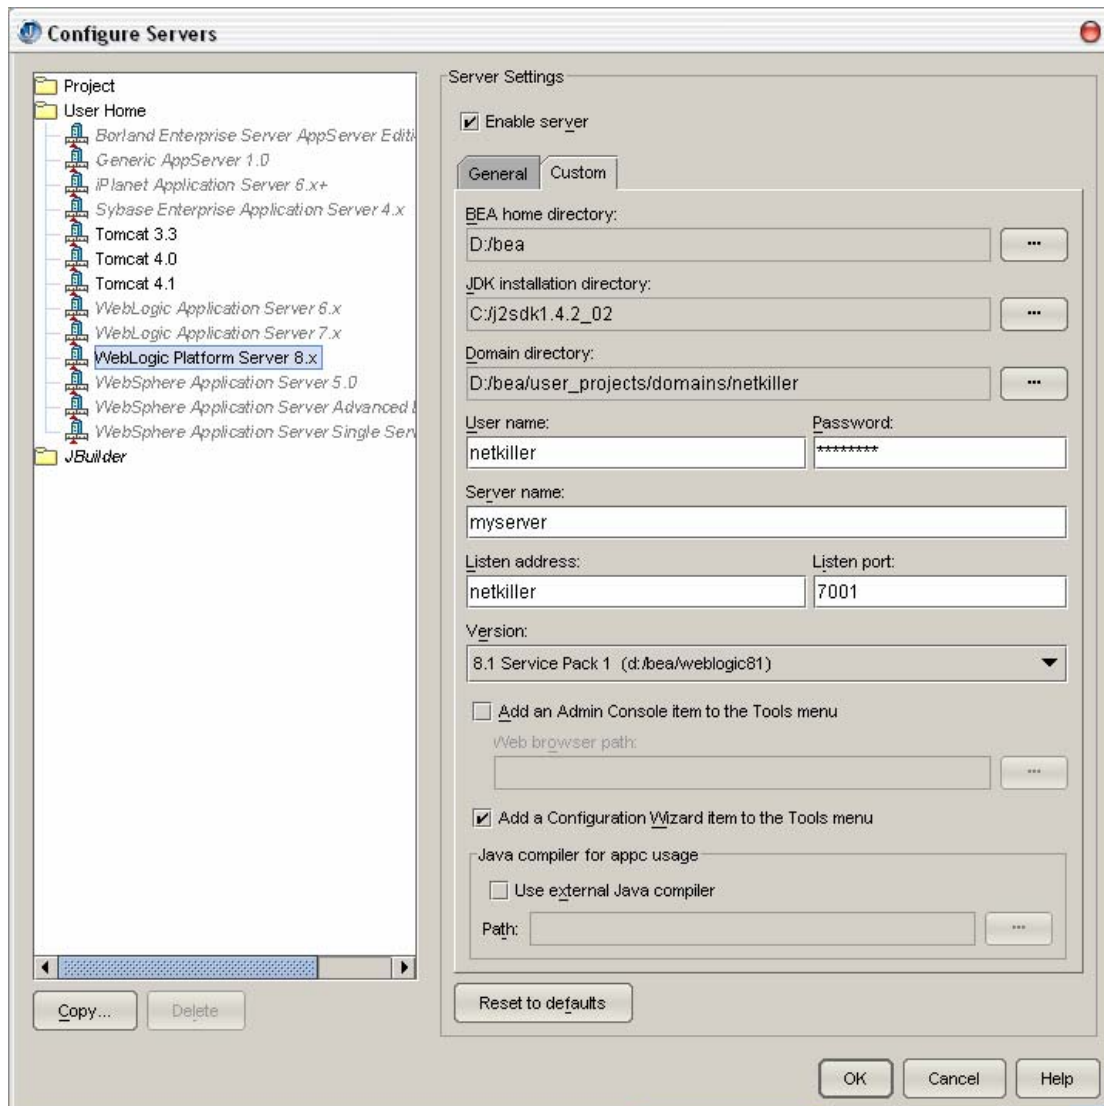 Configure Servers
Project
User Home
Borland Enterprise Server AppServer Editi
Generic AppServer 1.0
iPlanet Application Server 6.x+
Sybase Enterprise Application Server 4.x
Tomcat 3.3
Tomcat 4.0
Tomcat 4.1
WebLogic Application Server 6.x
WebLogic Application Server 7.x
WebLogic Platform Server 8.x
WebSphere Application Server 5.0
WebSphere Application Server Advanced
WebSphere Application Server Single Serv
JBuilder
Copy...
Delete
Server Settings
Enable server
General Custom
BEA home directory:
D:/bea
...
JDK installation directory:
C:/j2sdk1.4.2_02
...
Domain directory:
D:/bea/user_projects/domains/netkiller
...
User name: Password:
netkiller ********
Server name:
myserver
Listen address: Listen port:
netkiller 7001
Version:
8.1 Service Pack 1 (d:/bea/weblogic81)
Add an Admin Console item to the Tools menu
Web browser path:
...
Add a Configuration Wizard item to the Tools menu
Java compiler for appc usage
Use external Java compiler
Path:
...
Reset to defaults
OK Cancel Help